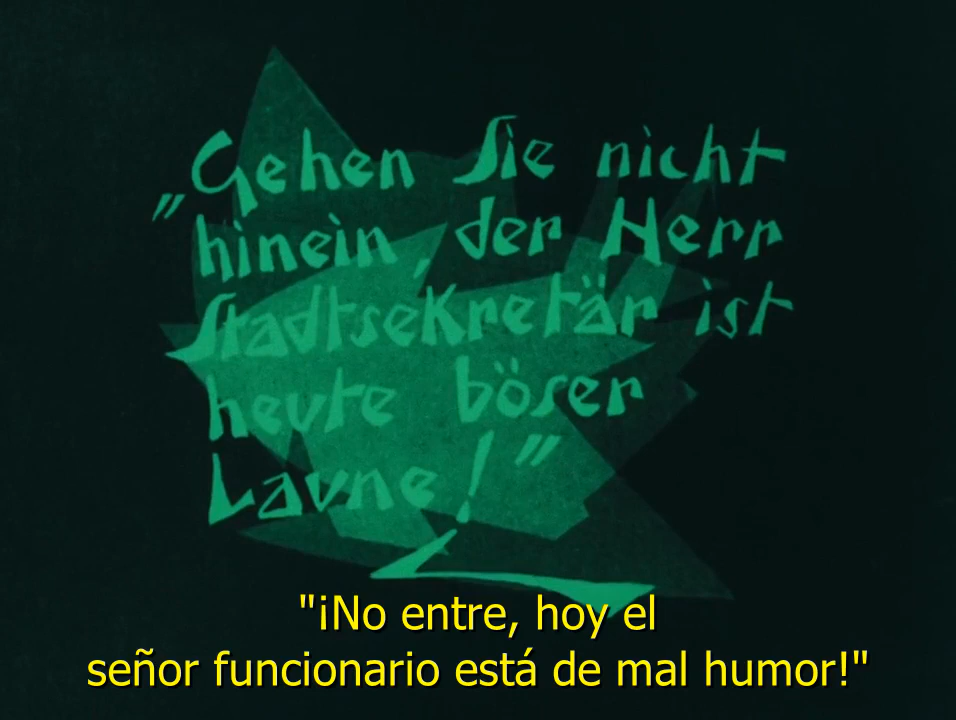 „Gehen Sie nicht
hinein, der Herr
Stadtsekretär ist
heute böser
Laune!”
"¡No entre, hoy el
señor funcionario está de mal humor!"